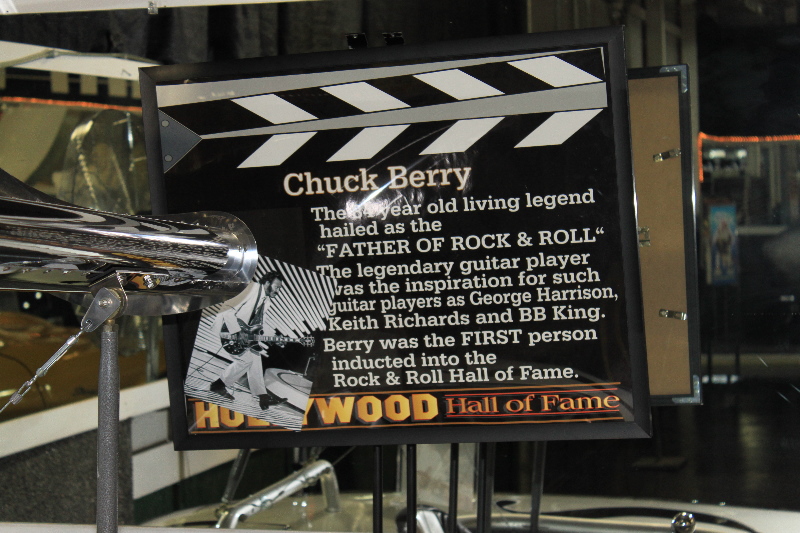 Chuck Berry
The year old living legend
hailed as the
"FATHER OF ROCK & ROLL"
The legendary guitar player
was the inspiration for such
guitar players as George Harrison,
Keith Richards and BB King.
Berry was the FIRST person
inducted into the
Rock & Roll Hall of Fame.
HOLLYWOOD Hall of Fame